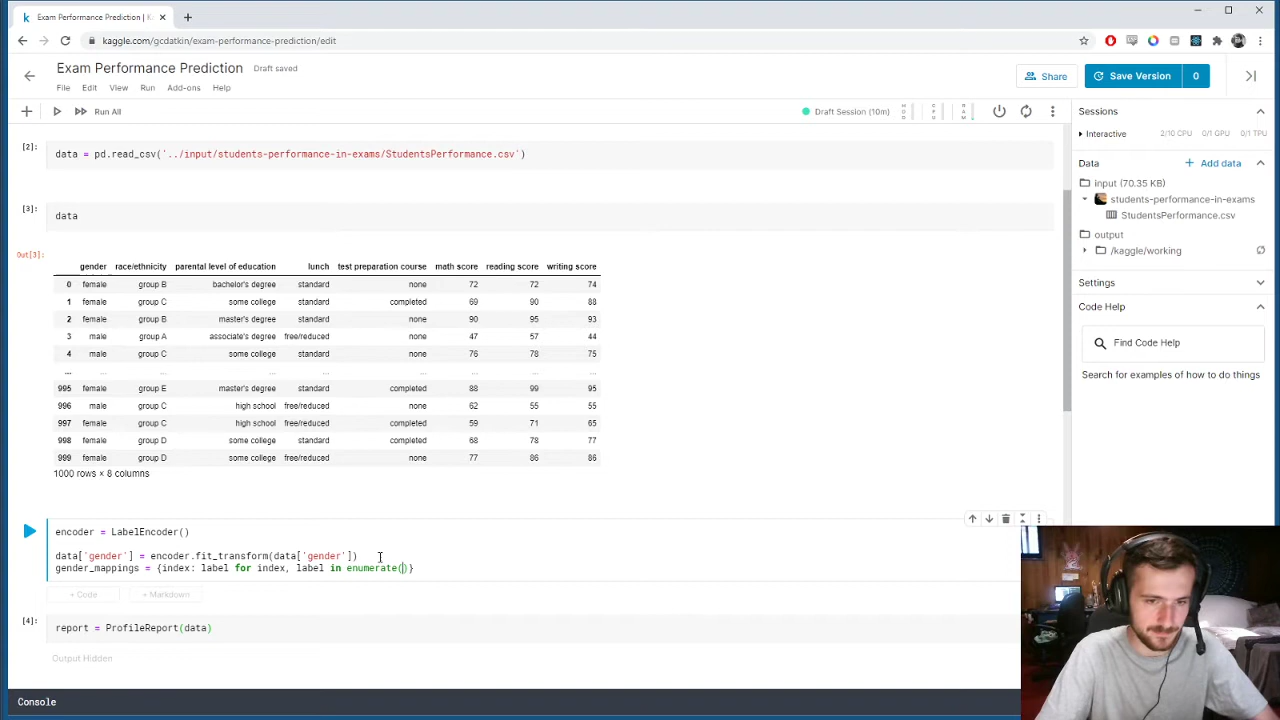 Exam Performance Prediction | K
kaggle.com/gcdatkin/exam-performance-prediction/edit
Exam Performance Prediction
Draft saved
File Edit View Run Add-ons Help
Share
Save Version 0
Run All
Draft Session (10m)
[2]:
data = pd.read_csv('../input/students-performance-in-exams/StudentsPerformance.csv')
[3]:
data
Out[3]:
gender race/ethnicity parental level of education lunch test preparation course math score reading score writing score
0 female group B bachelor's degree standard none 72 72 74
1 female group C some college standard completed 69 90 88
2 female group B master's degree standard none 90 95 93
3 male group A associate's degree free/reduced none 47 57 44
4 male group C some college standard none 76 78 75
... ... ... ... ... ... ... ... ...
995 female group E master's degree standard completed 88 99 95
996 male group C high school free/reduced none 62 55 55
997 female group C high school free/reduced completed 59 71 65
998 female group D some college standard completed 68 78 77
999 female group D some college free/reduced none 77 86 86
1000 rows × 8 columns
encoder = LabelEncoder()
data['gender'] = encoder.fit_transform(data['gender'])
gender_mappings = {index: label for index, label in enumerate()}
+ Code + Markdown
[4]:
report = ProfileReport(data)
Output Hidden
Console
Sessions
Interactive 2/10 CPU 0/1 GPU 0/1 TPU
Data
+ Add data
input (70.35 KB)
students-performance-in-exams
StudentsPerformance.csv
output
/kaggle/working
Settings
Code Help
Find Code Help
Search for examples of how to do things